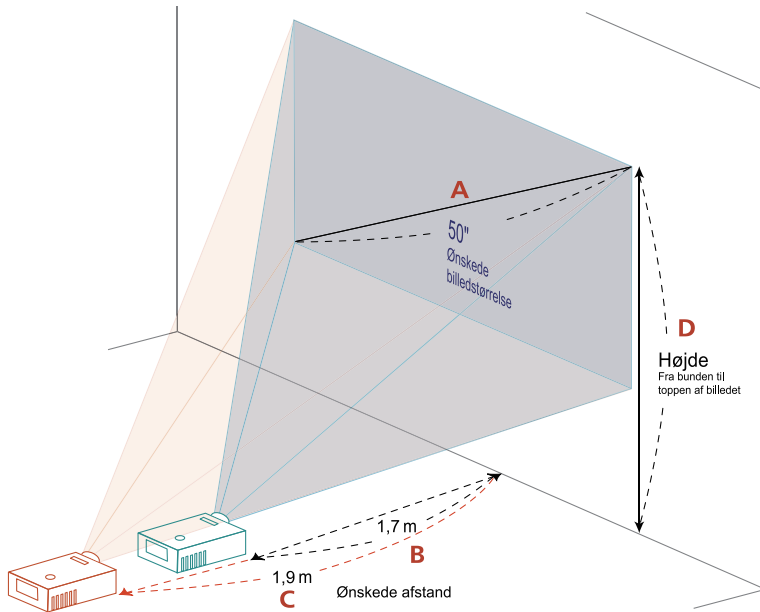 A
50"
Ønskede
billedstørrelse
D
Højde
Fra bunden til
toppen af billedet
1,7 m
B
1,9 m
C
Ønskede afstand